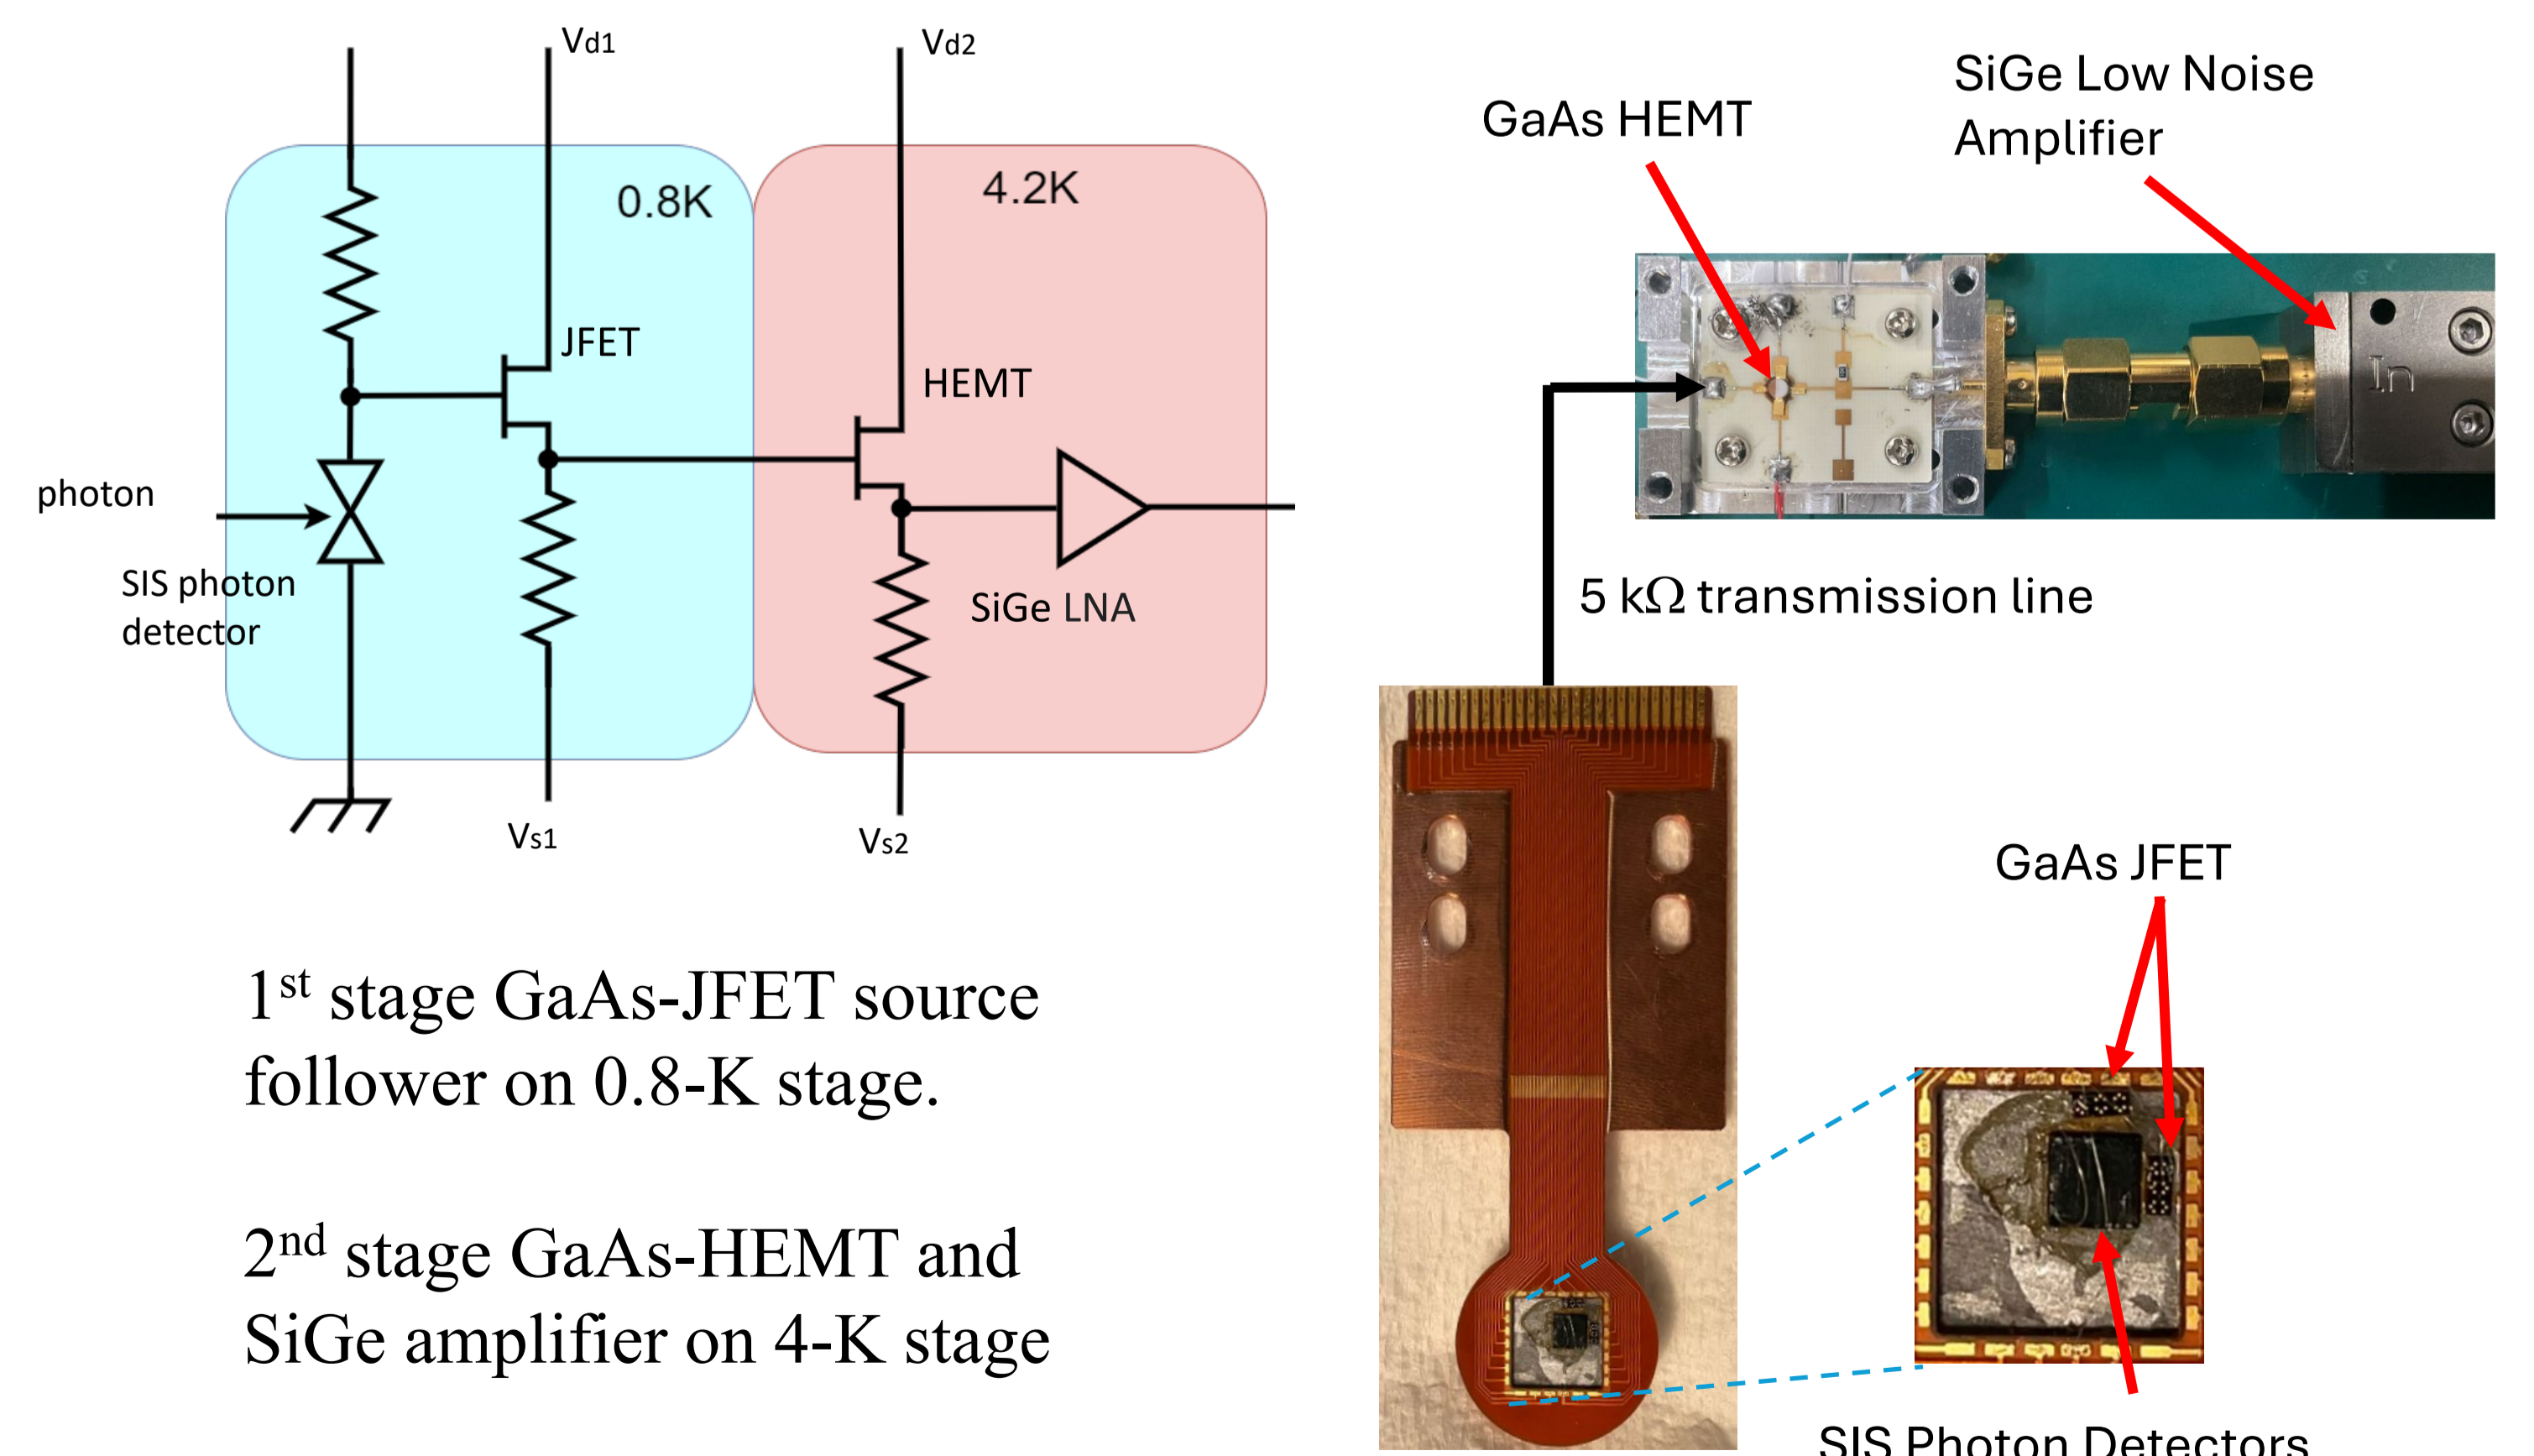 Vd1
Vd2
0.8K
4.2K
JFET
HEMT
photon
SIS photon
detector
SiGe LNA
Vs1
Vs2
1st stage GaAs-JFET source
follower on 0.8-K stage.
2nd stage GaAs-HEMT and
SiGe amplifier on 4-K stage
GaAs HEMT
SiGe Low Noise
Amplifier
In
5 kΩ transmission line
GaAs JFET
SIS Photon Detectors